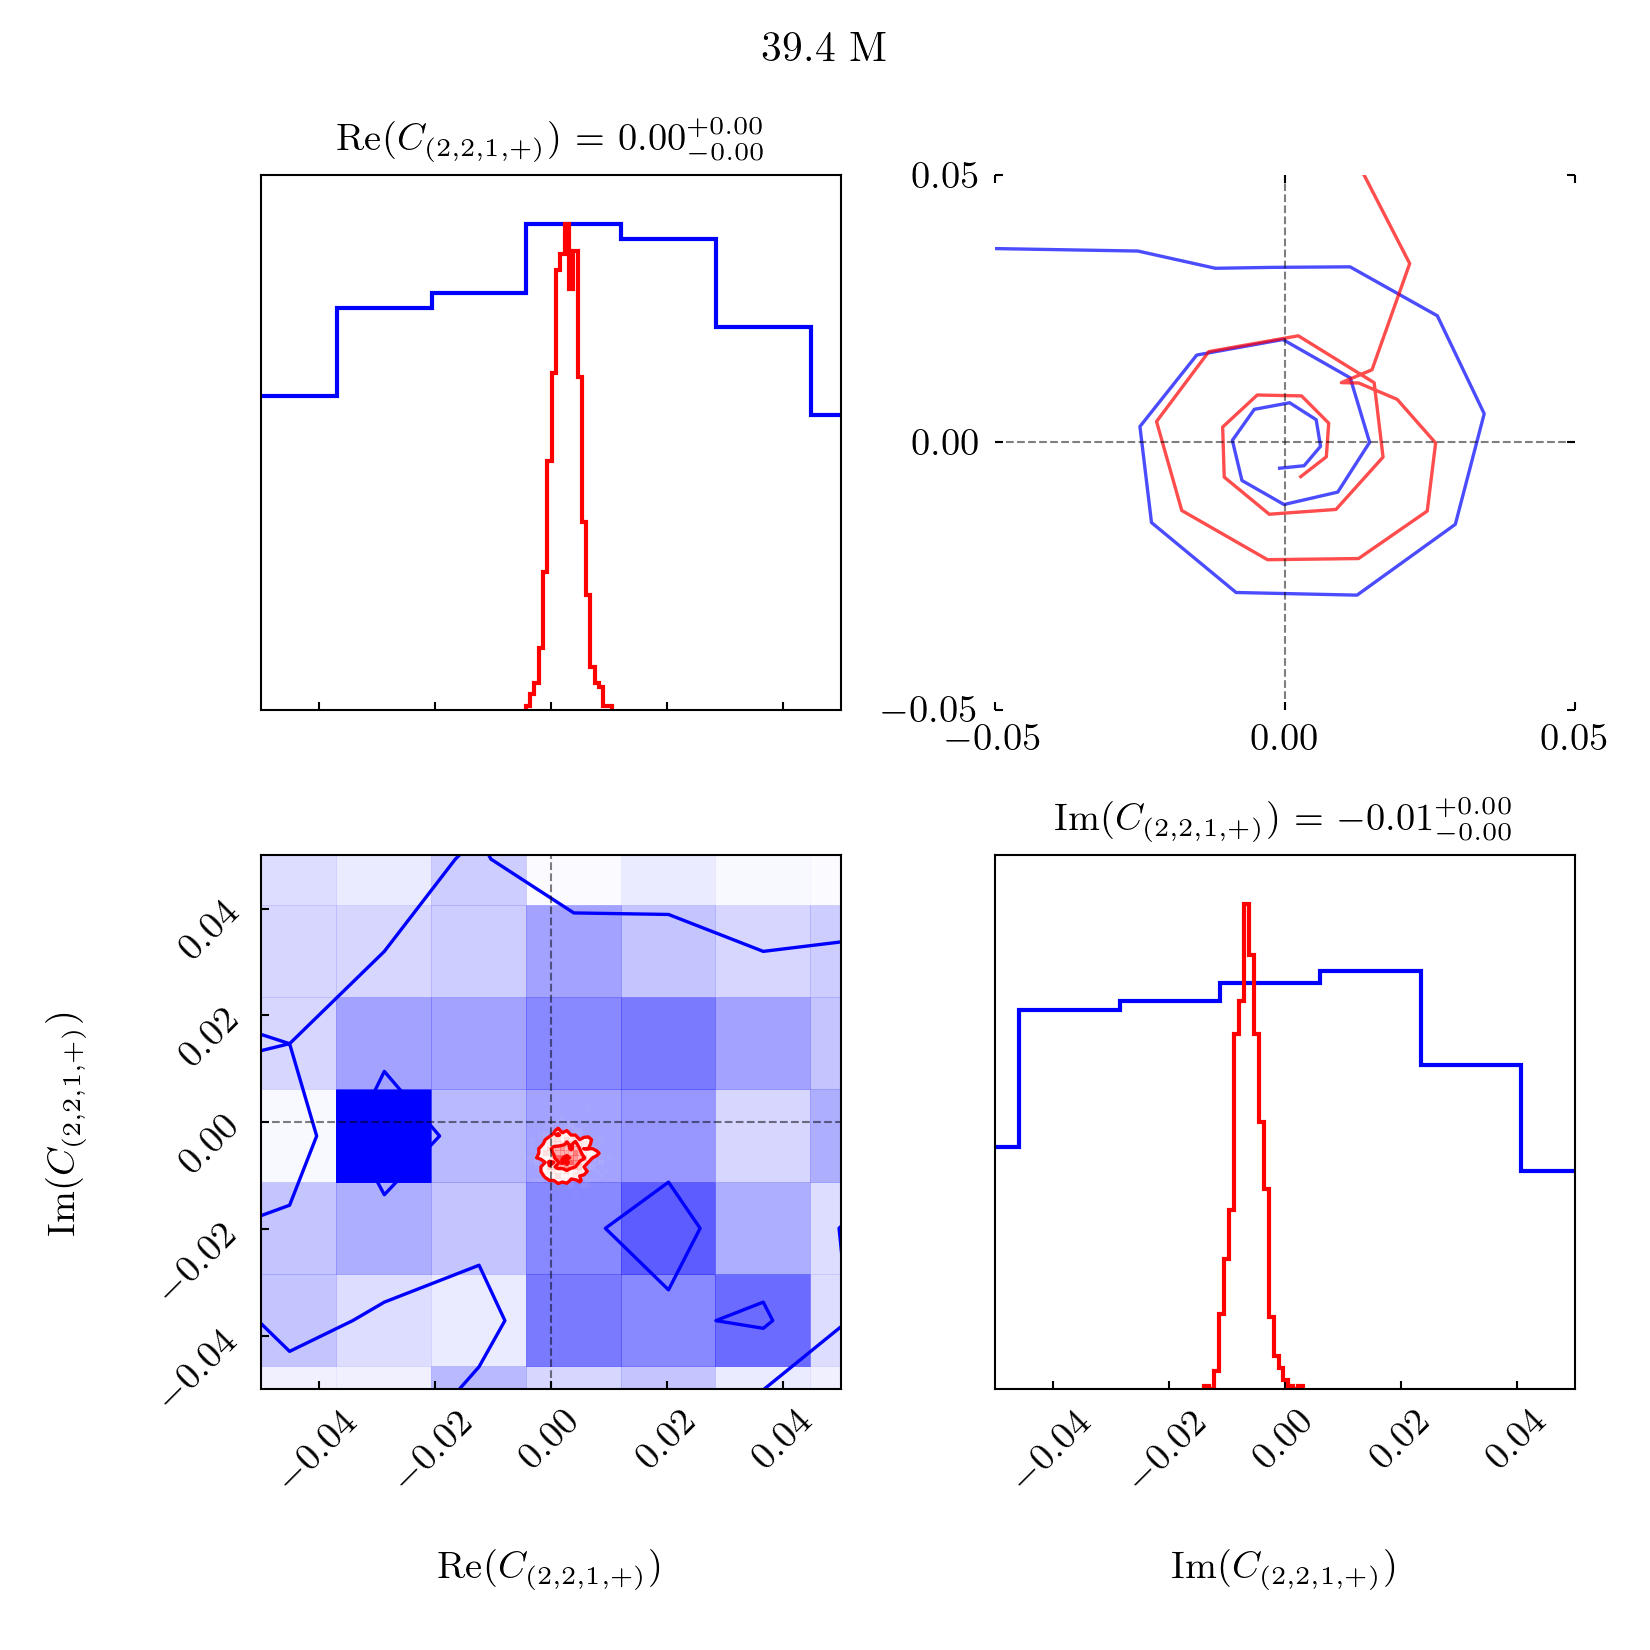 39.4 M
Re(C₍₂,₂,₁,₊₎) = 0.00⁺⁰·⁰⁰₋₀.₀₀
0.05
0.00
−0.05
−0.05 0.00 0.05
Im(C₍₂,₂,₁,₊₎) = −0.01⁺⁰·⁰⁰₋₀.₀₀
Im(C₍₂,₂,₁,₊₎)
0.04
0.02
0.00
−0.02
−0.04
−0.04 −0.02 0.00 0.02 0.04
−0.04 −0.02 0.00 0.02 0.04
Re(C₍₂,₂,₁,₊₎)
Im(C₍₂,₂,₁,₊₎)